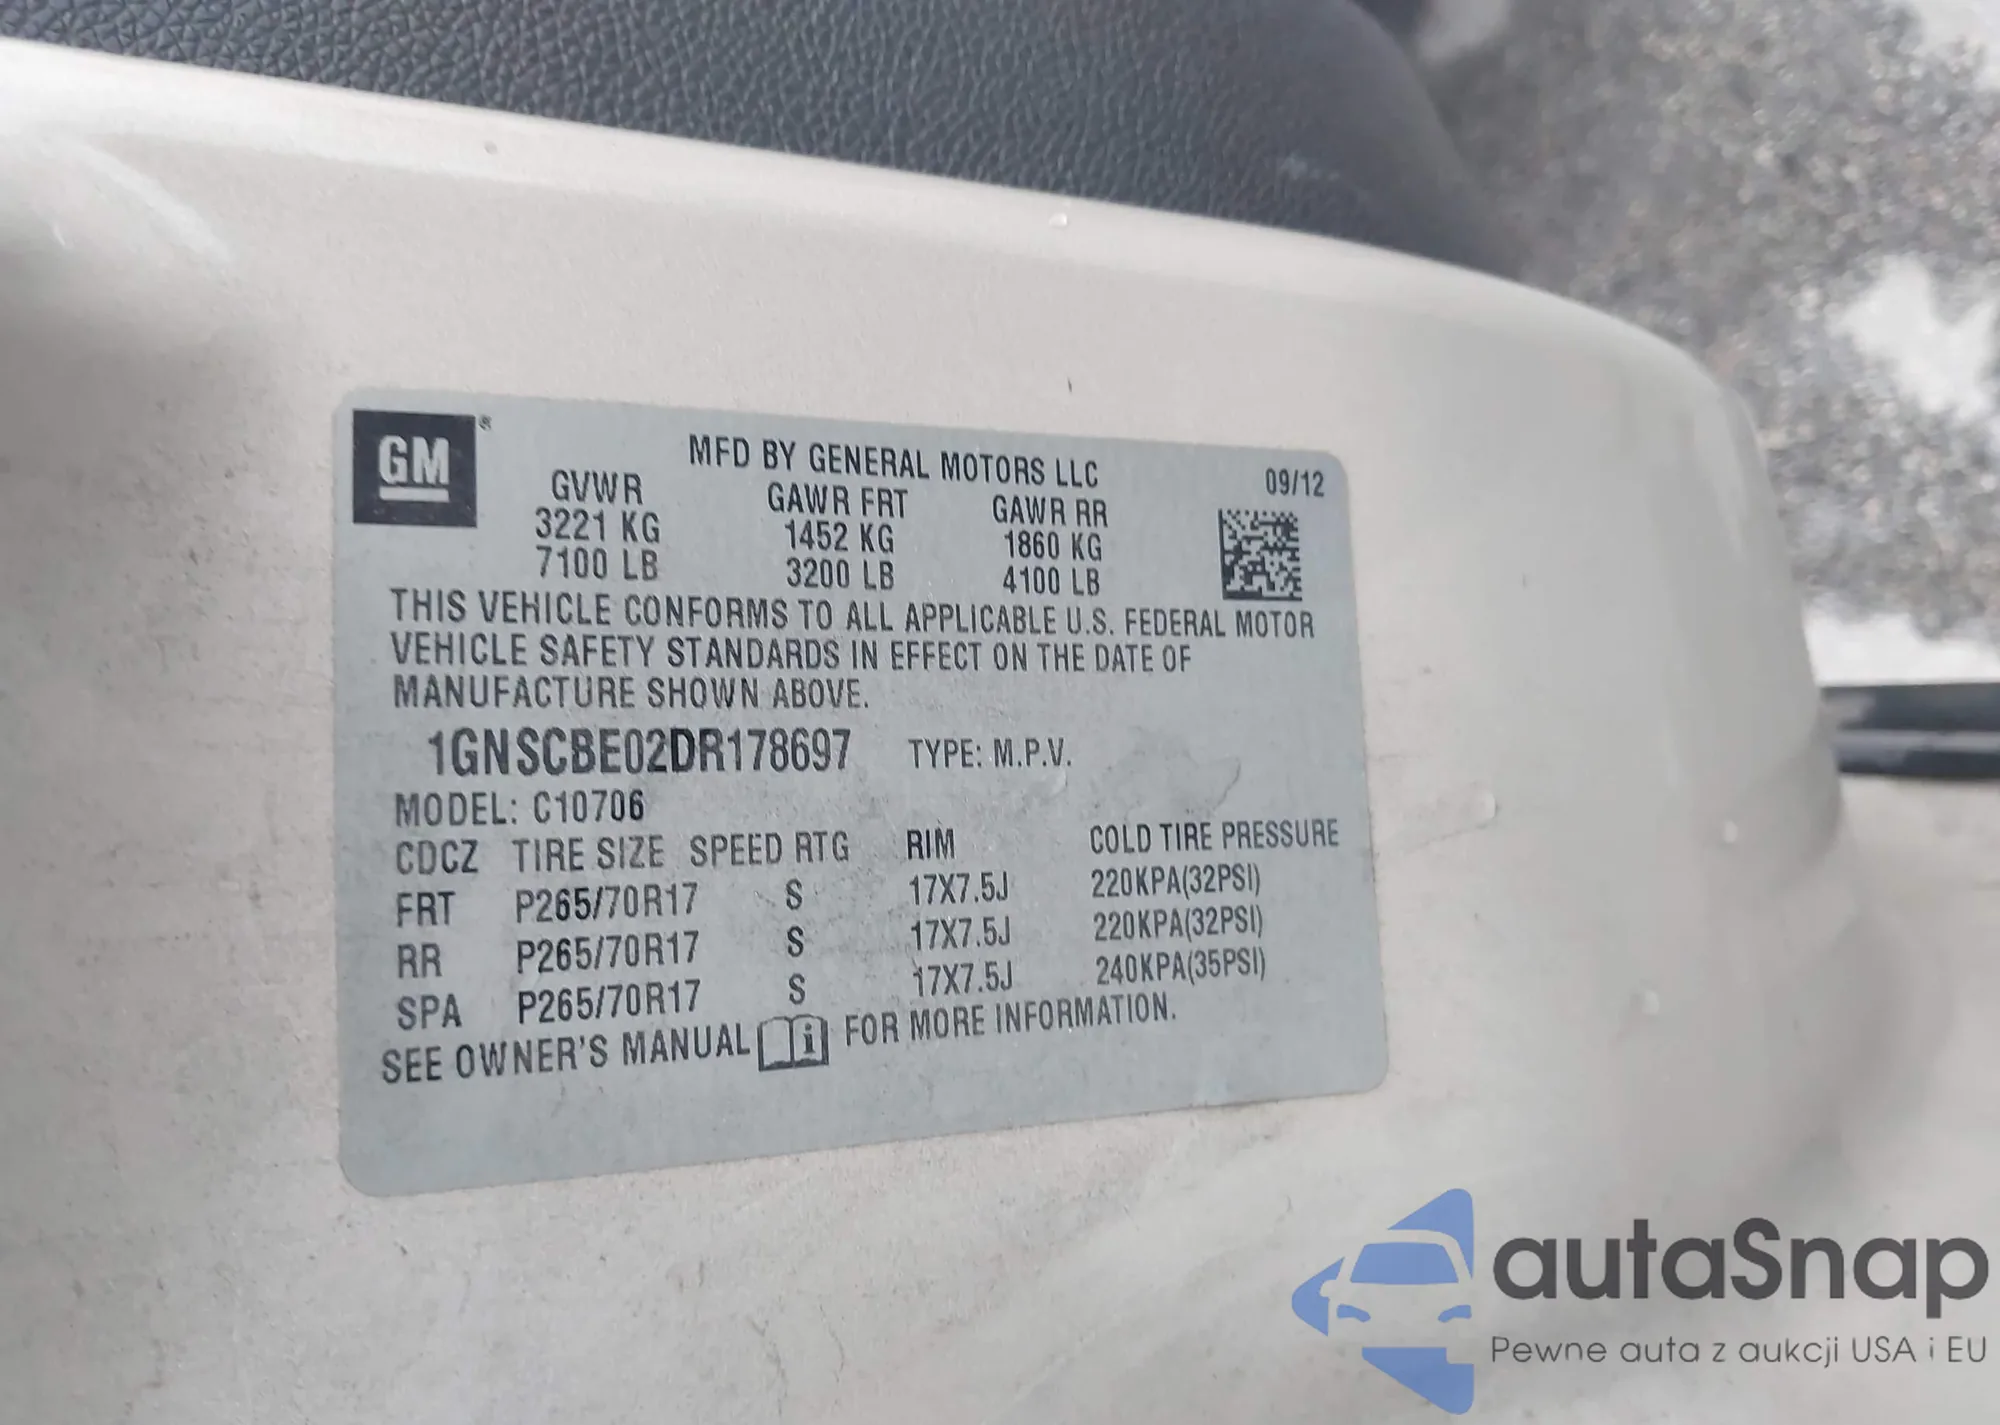 GM®
MFD BY GENERAL MOTORS LLC
09/12
GVWR GAWR FRT GAWR RR
3221 KG 1452 KG 1860 KG
7100 LB 3200 LB 4100 LB
THIS VEHICLE CONFORMS TO ALL APPLICABLE U.S. FEDERAL MOTOR
VEHICLE SAFETY STANDARDS IN EFFECT ON THE DATE OF
MANUFACTURE SHOWN ABOVE.
1GNSCBE02DR178697 TYPE: M.P.V.
MODEL: C10706
CDCZ TIRE SIZE SPEED RTG RIM COLD TIRE PRESSURE
FRT P265/70R17 S 17X7.5J 220KPA(32PSI)
RR P265/70R17 S 17X7.5J 220KPA(32PSI)
SPA P265/70R17 S 17X7.5J 240KPA(35PSI)
SEE OWNER'S MANUAL i FOR MORE INFORMATION.
autaSnap
Pewne auta z aukcji USA i EU